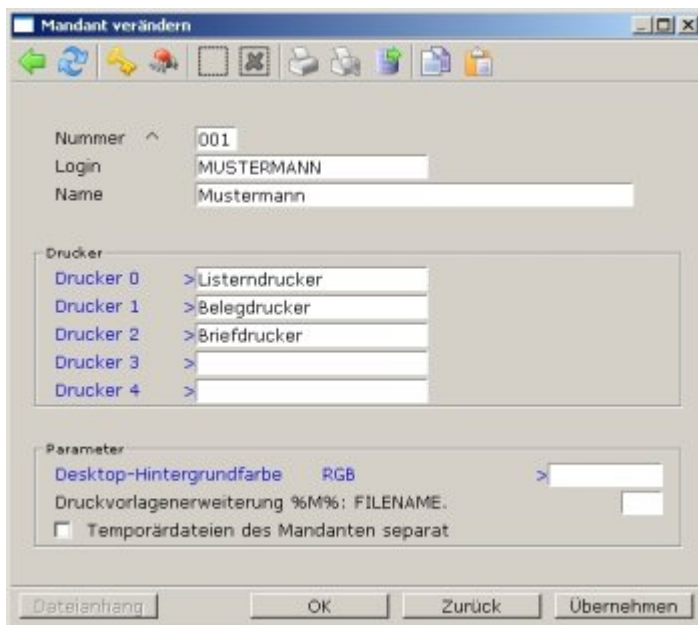 Mandant verändern
Nummer ^ 001
Login MUSTERMANN
Name Mustermann
Drucker
Drucker 0 >Listerndrucker
Drucker 1 >Belegdrucker
Drucker 2 >Briefdrucker
Drucker 3 >
Drucker 4 >
Parameter
Desktop-Hintergrundfarbe RGB >
Druckvorlagenerweiterung %M%: FILENAME.
Temporärdateien des Mandanten separat
Dateianhang OK Zurück Übernehmen